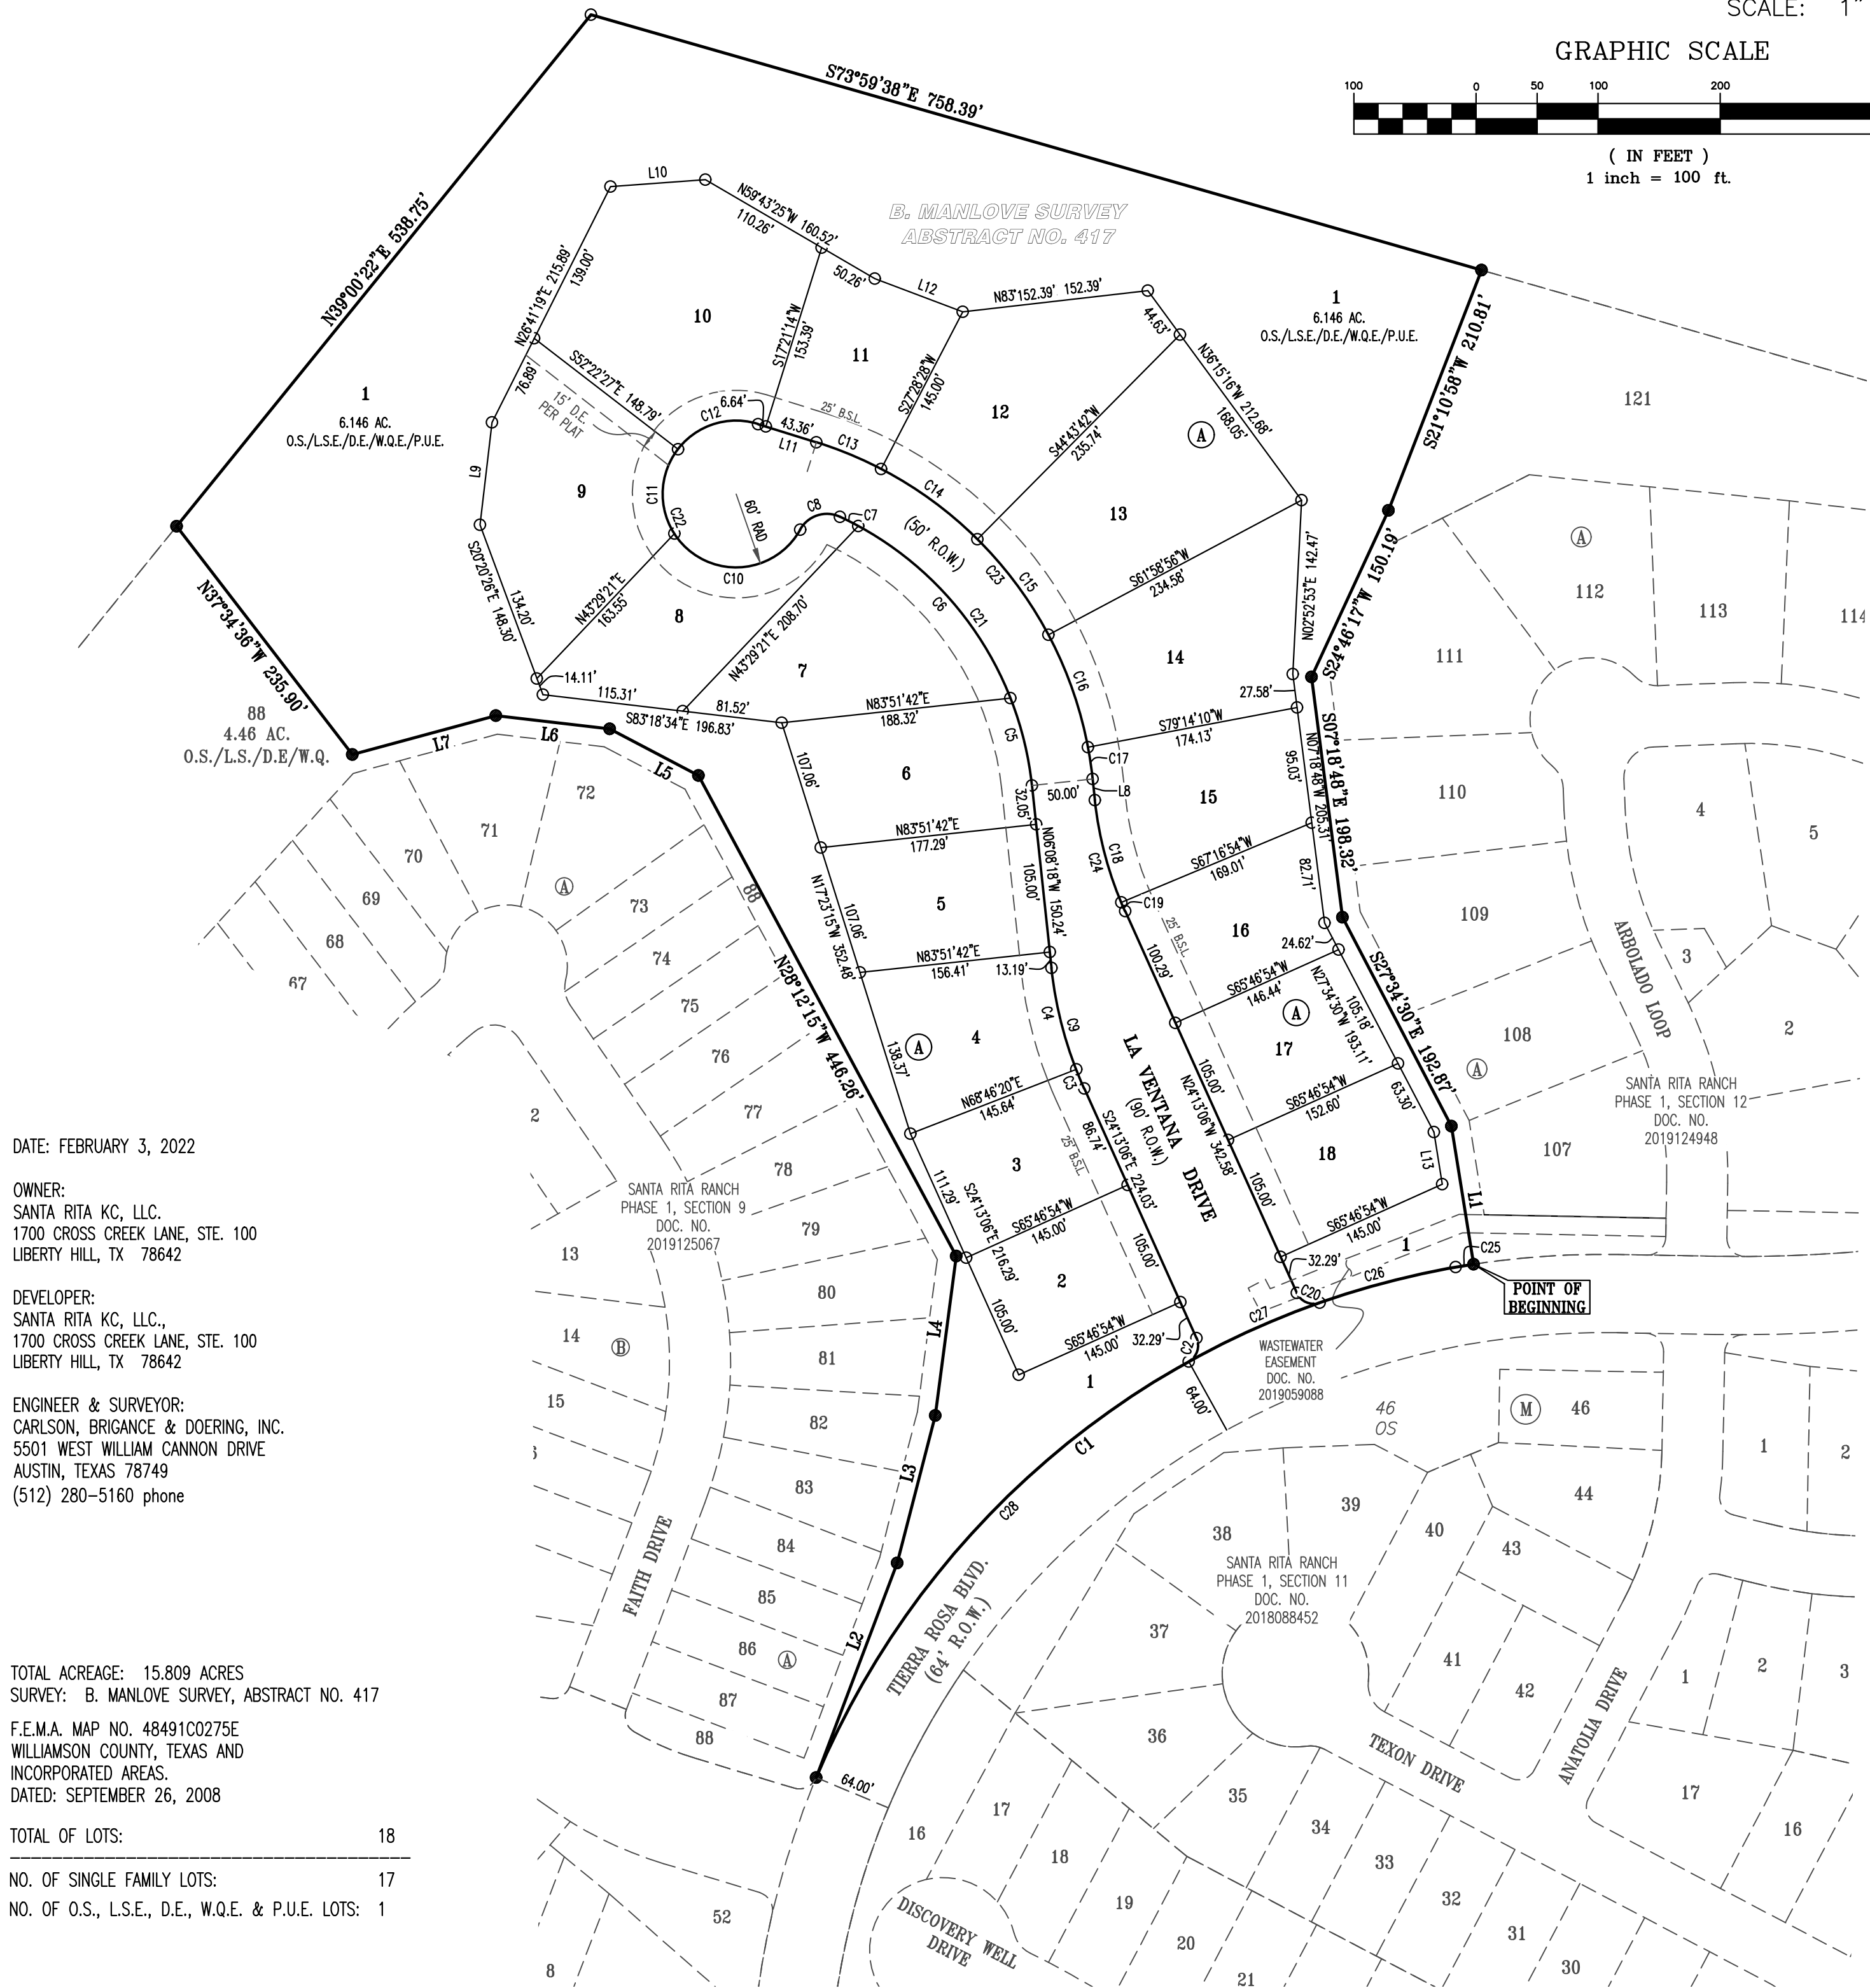 SCALE: 1"
GRAPHIC SCALE
100 0 50 100 200
( IN FEET )
1 inch = 100 ft.
S73°59'38"E 758.39'
N39°00'22"E 538.75'
B. MANLOVE SURVEY
ABSTRACT NO. 417
L10
N59°43'25"W 160.52'
110.26'
50.26'
L12
N83°152.39' 152.39'
44.63'
N36°15'16"W 212.68'
168.05'
1
6.146 AC.
O.S./L.S.E./D.E./W.Q.E./P.U.E.
S21°10'58"W 210.81'
121
N26°41'19"E 215.89'
139.00'
76.89'
10
S17°21'14"W
153.39'
11
S27°28'28"W
145.00'
12
S44°43'42"W
235.74'
A
1
6.146 AC.
O.S./L.S.E./D.E./W.Q.E./P.U.E.
S52°22'27"E 148.79'
15' D.E.
PER PLAT
C12
6.64'
43.36'
L11
25' B.S.L.
C13
C14
L9
9
C11
C22
60' RAD
C8
C7
C10
(50' R.O.W.)
C23
C15
13
S61°58'56"W
234.58'
N02°52'53"E 142.47'
S24°46'17"W 150.19'
A
112
113
114
111
S20°20'26"E 148.30'
134.20'
N43°29'21"E
163.55'
8
N43°29'21"E 208.70'
C6
C21
14
C16
27.58'
N37°34'36"W 235.90'
14.11'
115.31'
7
81.52'
S83°18'34"E 196.83'
N83°51'42"E
188.32'
S79°14'10"W
174.13'
88
4.46 AC.
O.S./L.S./D.E/W.Q.
L7
L6
L5
C5
C17
L8
50.00'
32.05'
107.06'
6
15
95.03'
N07°18'48"W 205.31'
S07°18'48"E 198.32'
110
4
5
72
71
70
69
68
67
A
73
88
74
75
76
77
78
N83°51'42"E
177.29'
N06°08'18"W 150.24'
105.00'
C18
C24
S67°16'54"W
169.01'
82.71'
5
N17°23'15"W 352.48'
107.06'
C19
25' B.S.L.
16
24.62'
109
ARBOLADO LOOP
3
2
N28°12'15"W 446.26'
N83°51'42"E
156.41'
13.19'
100.29'
S65°46'54"W
146.44'
N27°34'30"W 193.11'
105.18'
S27°34'30"E 192.87'
A
17
108
A
4
138.37'
A
C4
C9
LA VENTANA DRIVE
(90' R.O.W.)
N68°46'20"E
145.64'
C3
105.00'
N24°13'06"W 342.58'
S65°46'54"W
152.60'
63.30'
SANTA RITA RANCH
PHASE 1, SECTION 12
DOC. NO.
2019124948
2
3
25' B.S.L.
86.74'
S24°13'06"E 224.03'
18
L13
107
111.29'
S24°13'06"E 216.29'
S65°46'54"W
145.00'
105.00'
S65°46'54"W
145.00'
L1
1
SANTA RITA RANCH
PHASE 1, SECTION 9
DOC. NO.
2019125067
79
13
2
105.00'
105.00'
32.29'
C20
C26
C25
POINT OF
BEGINNING
80
S65°46'54"W
145.00'
32.29'
C2
C27
L4
14
B
81
1
64.00'
WASTEWATER
EASEMENT
DOC. NO.
2019059088
15
82
C1
46
OS
M
46
1
2
L3
83
C28
39
44
38
40
43
84
SANTA RITA RANCH
PHASE 1, SECTION 11
DOC. NO.
2018088452
FAITH DRIVE
85
L2
TIERRA ROSA BLVD.
(64' R.O.W.)
37
86
A
41
42
ANATOLIA DRIVE
1
2
3
87
88
36
64.00'
TEXON DRIVE
35
17
17
16
34
16
18
33
52
19
32
DISCOVERY WELL
DRIVE
20
31
8
21
30
DATE: FEBRUARY 3, 2022
OWNER:
SANTA RITA KC, LLC.
1700 CROSS CREEK LANE, STE. 100
LIBERTY HILL, TX 78642
DEVELOPER:
SANTA RITA KC, LLC.,
1700 CROSS CREEK LANE, STE. 100
LIBERTY HILL, TX 78642
ENGINEER & SURVEYOR:
CARLSON, BRIGANCE & DOERING, INC.
5501 WEST WILLIAM CANNON DRIVE
AUSTIN, TEXAS 78749
(512) 280-5160 phone
TOTAL ACREAGE: 15.809 ACRES
SURVEY: B. MANLOVE SURVEY, ABSTRACT NO. 417
F.E.M.A. MAP NO. 48491C0275E
WILLIAMSON COUNTY, TEXAS AND
INCORPORATED AREAS.
DATED: SEPTEMBER 26, 2008
TOTAL OF LOTS: 18
NO. OF SINGLE FAMILY LOTS: 17
NO. OF O.S., L.S.E., D.E., W.Q.E. & P.U.E. LOTS: 1